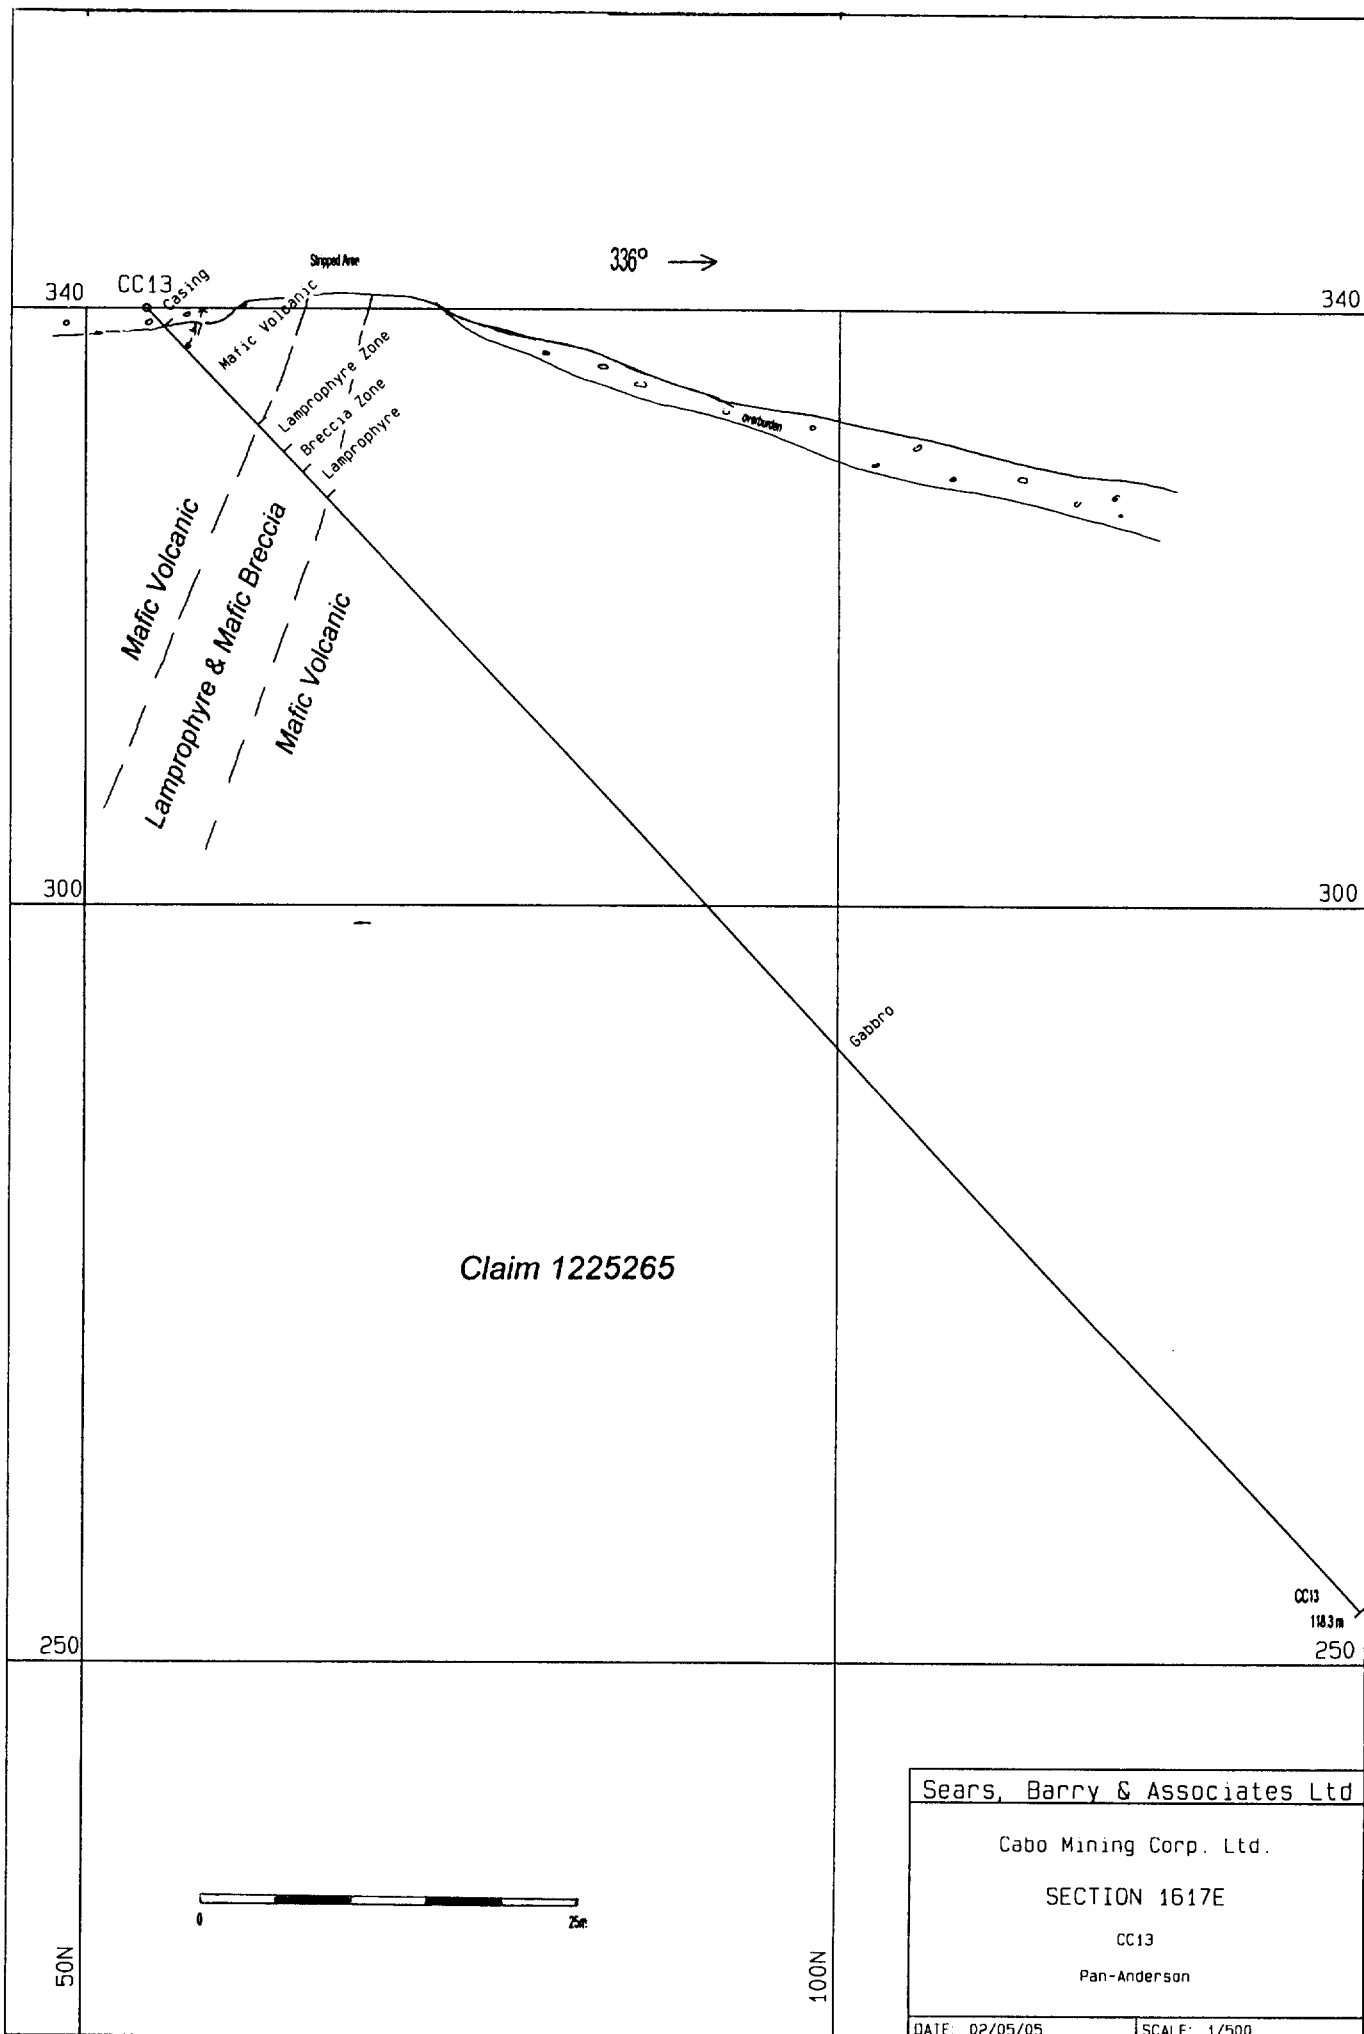 336°
Stripped Area
CC13
Casing
340
340
Mafic Volcanic
Lamprophyre Zone
Breccia Zone
Lamprophyre
overburden
Mafic Volcanic
Lamprophyre & Mafic Breccia
Mafic Volcanic
300
300
Gabbro
Claim 1225265
CC13
118.3m
250
250
Sears, Barry & Associates Ltd
Cabo Mining Corp. Ltd.
SECTION 1617E
CC13
Pan-Anderson
DATE: 02/05/05
SCALE: 1/500
0
25m
50N
100N